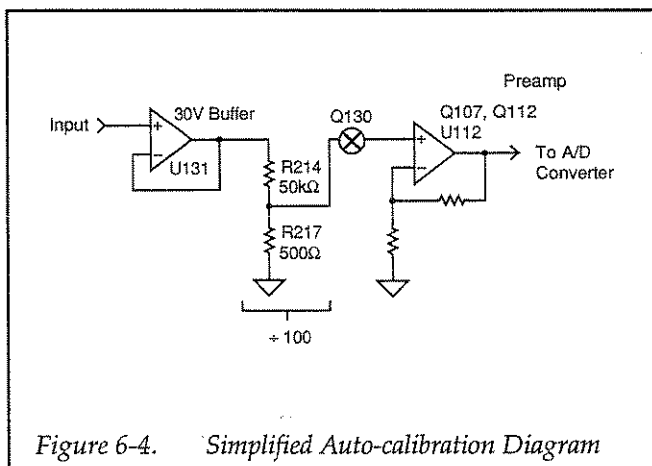 Preamp
30V Buffer
Q130
Q107, Q112
U112
Input
+
+
To A/D
Converter
−
U131
R214
50kΩ
−
R217
500Ω
÷ 100
Figure 6-4. Simplified Auto-calibration Diagram